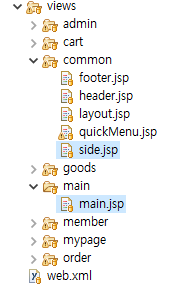 views
admin
cart
common
footer.jsp
header.jsp
layout.jsp
quickMenu.jsp
side.jsp
goods
main
main.jsp
member
mypage
order
web.xml